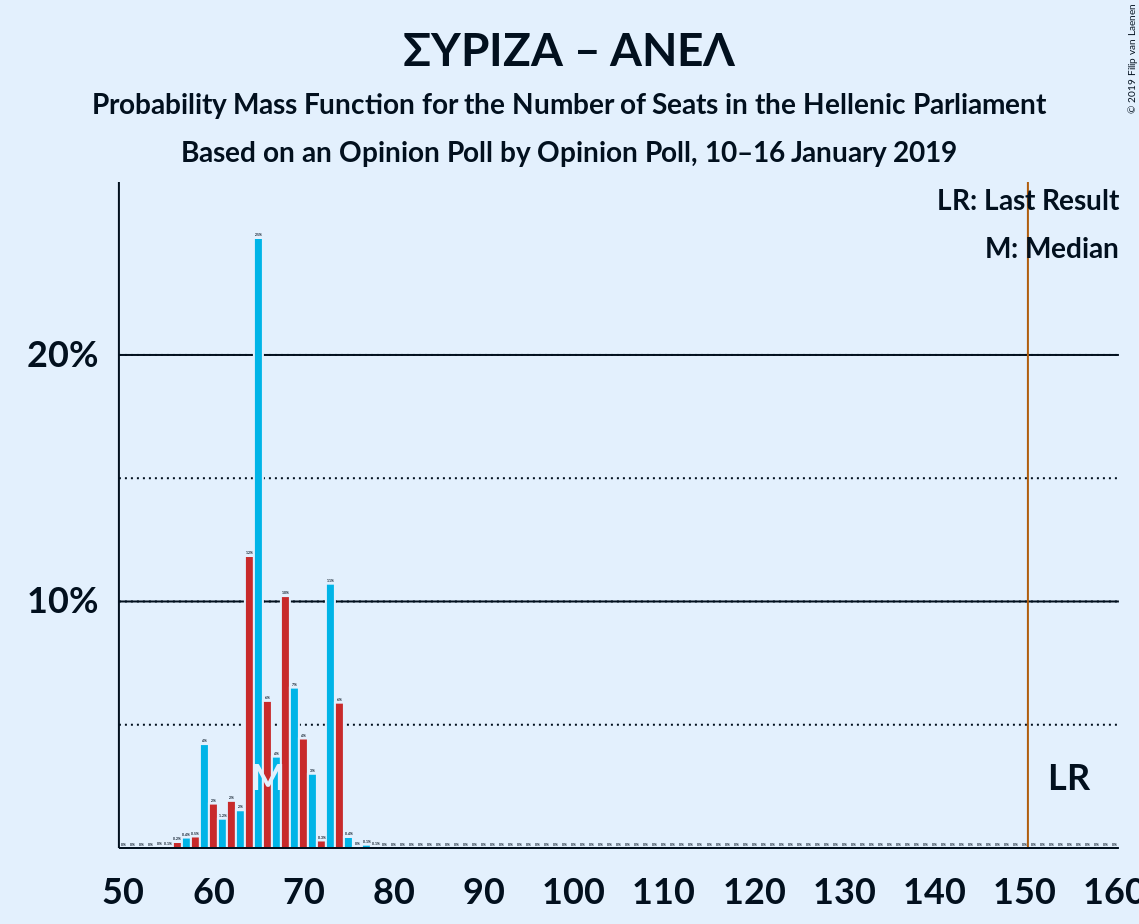 ΣΥΡΙΖΑ – ΑΝΕΛ
Probability Mass Function for the Number of Seats in the Hellenic Parliament
Based on an Opinion Poll by Opinion Poll, 10–16 January 2019
© 2019 Filip van Laenen
LR: Last Result
M: Median
20%
10%
M
LR
50 60 70 80 90 100 110 120 130 140 150 160